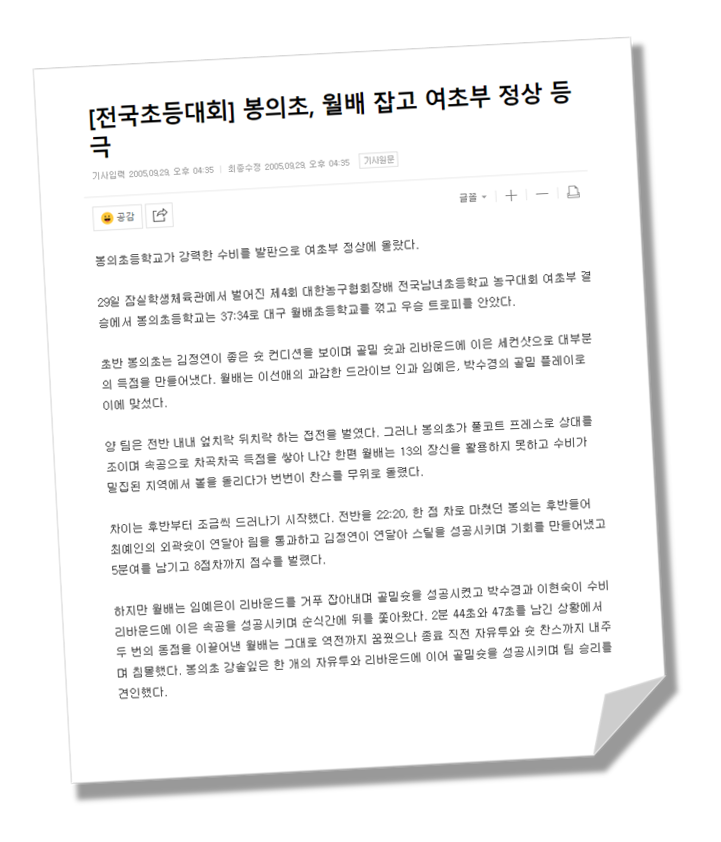 [전국초등대회] 봉의초, 월배 잡고 여초부 정상 등
극
기사입력 2005.09.29. 오후 04:35 | 최종수정 2005.09.29. 오후 04:35 기사원문
공감 글꼴
봉의초등학교가 강력한 수비를 발판으로 여초부 정상에 올랐다.
29일 잠실학생체육관에서 벌어진 제4회 대한농구협회장배 전국남녀초등학교 농구대회 여초부 결
승에서 봉의초등학교는 37:34로 대구 월배초등학교를 꺾고 우승 트로피를 안았다.
초반 봉의초는 김정연이 좋은 슛 컨디션을 보이며 골밑 슛과 리바운드에 이은 세컨샷으로 대부분
의 득점을 만들어냈다. 월배는 이선애의 과감한 드라이브 인과 임예은, 박수경의 골밑 플레이로
이에 맞섰다.
양 팀은 전반 내내 엎치락 뒤치락 하는 접전을 벌였다. 그러나 봉의초가 풀코트 프레스로 상대를
조이며 속공으로 차곡차곡 득점을 쌓아 나간 한편 월배는 13의 장신을 활용하지 못하고 수비가
밀집된 지역에서 볼을 돌리다가 번번이 찬스를 무위로 돌렸다.
차이는 후반부터 조금씩 드러나기 시작했다. 전반을 22:20, 한 점 차로 마쳤던 봉의는 후반들어
최예인의 외곽슛이 연달아 림을 통과하고 김정연이 연달아 스틸을 성공시키며 기회를 만들어냈고
5분여를 남기고 8점차까지 점수를 벌렸다.
하지만 월배는 임예은이 리바운드를 거푸 잡아내며 골밑슛을 성공시켰고 박수경과 이현숙이 수비
리바운드에 이은 속공을 성공시키며 순식간에 뒤를 쫓아왔다. 2분 44초와 47초를 남긴 상황에서
두 번의 동점을 이끌어낸 월배는 그대로 역전까지 꿈꿨으나 종료 직전 자유투와 슛 찬스까지 내주
며 침몰했다. 봉의초 강솔잎은 한 개의 자유투와 리바운드에 이어 골밑슛을 성공시키며 팀 승리를
견인했다.